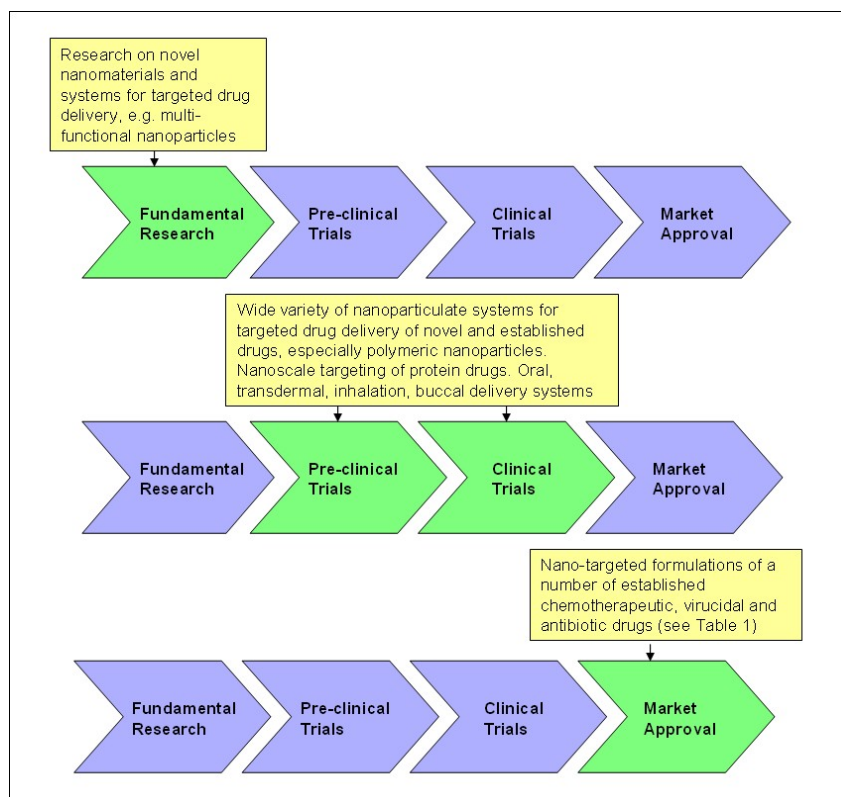 Research on novel
nanomaterials and
systems for targeted drug
delivery, e.g. multi-
functional nanoparticles
Fundamental
Research
Pre-clinical
Trials
Clinical
Trials
Market
Approval
Wide variety of nanoparticulate systems for
targeted drug delivery of novel and established
drugs, especially polymeric nanoparticles.
Nanoscale targeting of protein drugs. Oral,
transdermal, inhalation, buccal delivery systems
Fundamental
Research
Pre-clinical
Trials
Clinical
Trials
Market
Approval
Nano-targeted formulations of a
number of established
chemotherapeutic, virucidal and
antibiotic drugs (see Table 1)
Fundamental
Research
Pre-clinical
Trials
Clinical
Trials
Market
Approval